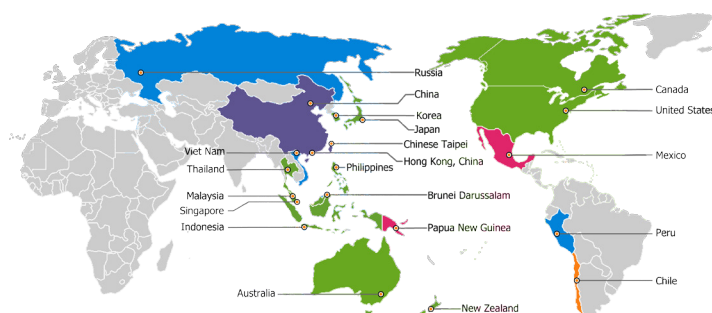 Russia
China
Canada
United States
Korea
Japan
Chinese Taipei
Viet Nam
Hong Kong, China
Mexico
Thailand
Philippines
Malaysia
Brunei Darussalam
Singapore
Indonesia
Papua New Guinea
Peru
Chile
Australia
New Zealand